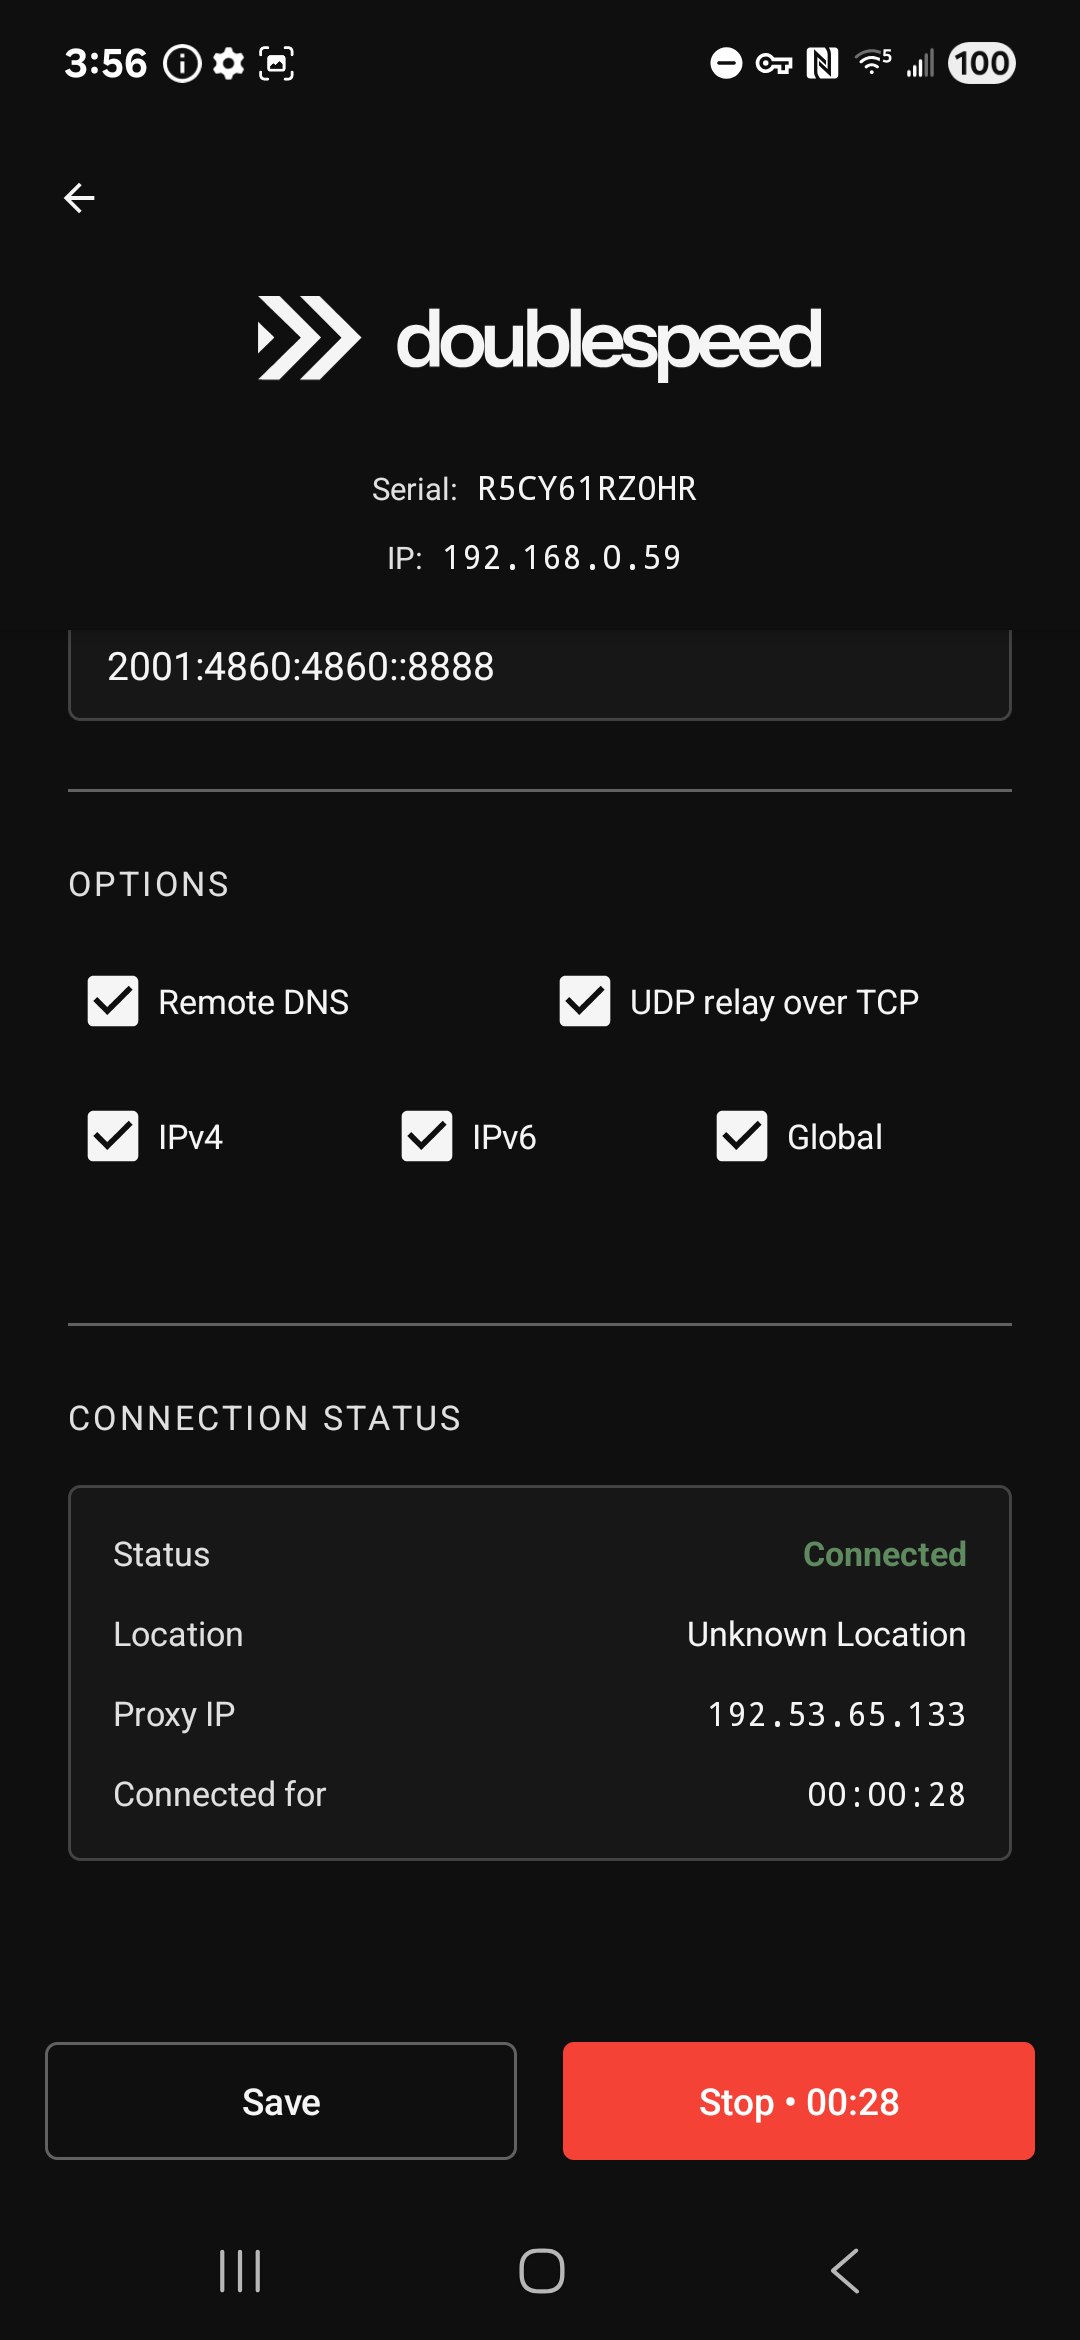 3:56
5
100
doublespeed
Serial: R5CY61RZ0HR
IP: 192.168.0.59
2001:4860:4860::8888
OPTIONS
Remote DNS UDP relay over TCP
IPv4 IPv6 Global
CONNECTION STATUS
Status Connected
Location Unknown Location
Proxy IP 192.53.65.133
Connected for 00:00:28
Save Stop • 00:28